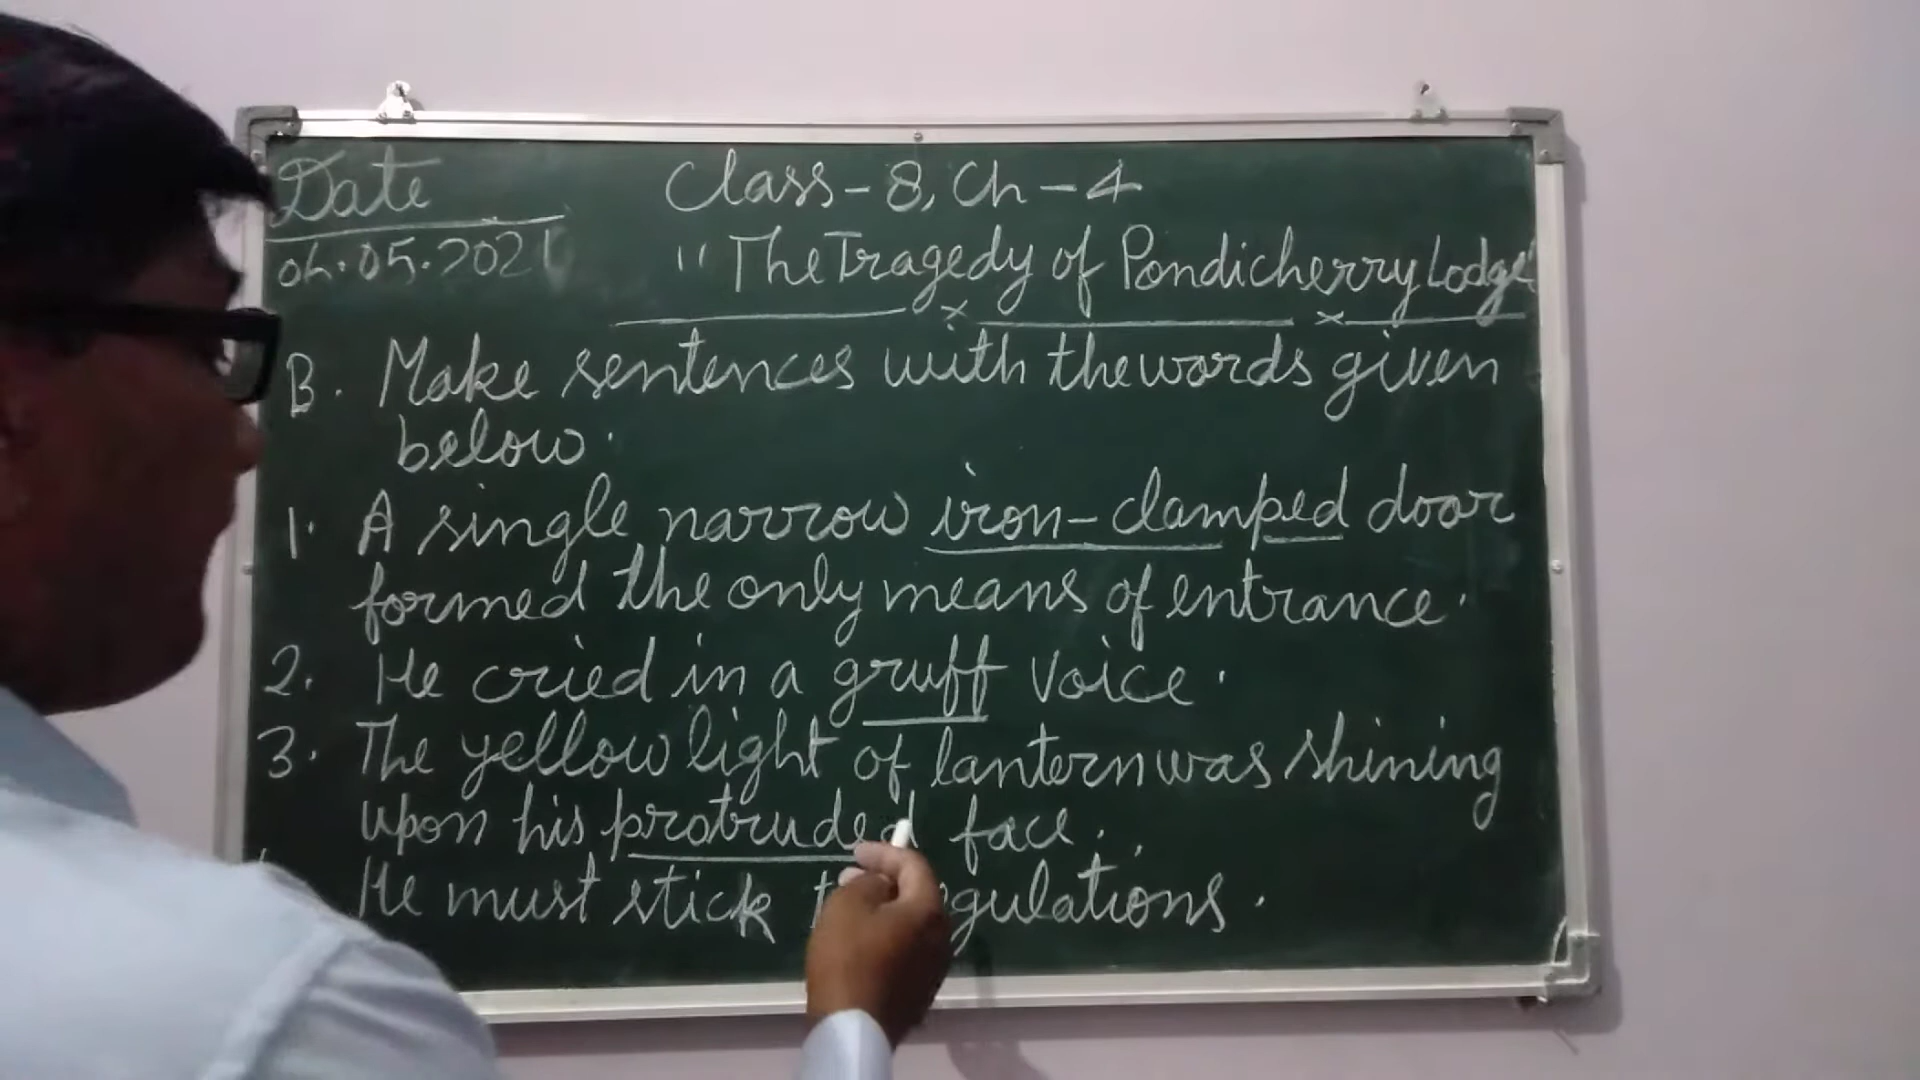 Date Class-8, Ch-4
04.05.2021 "The Tragedy of Pondicherry Lodge"
B. Make sentences with the words given
below.
1. A single narrow iron-clamped door
formed the only means of entrance.
2. He cried in a gruff voice.
3. The yellow light of lantern was shining
upon his protruded face.
He must stick regulations.